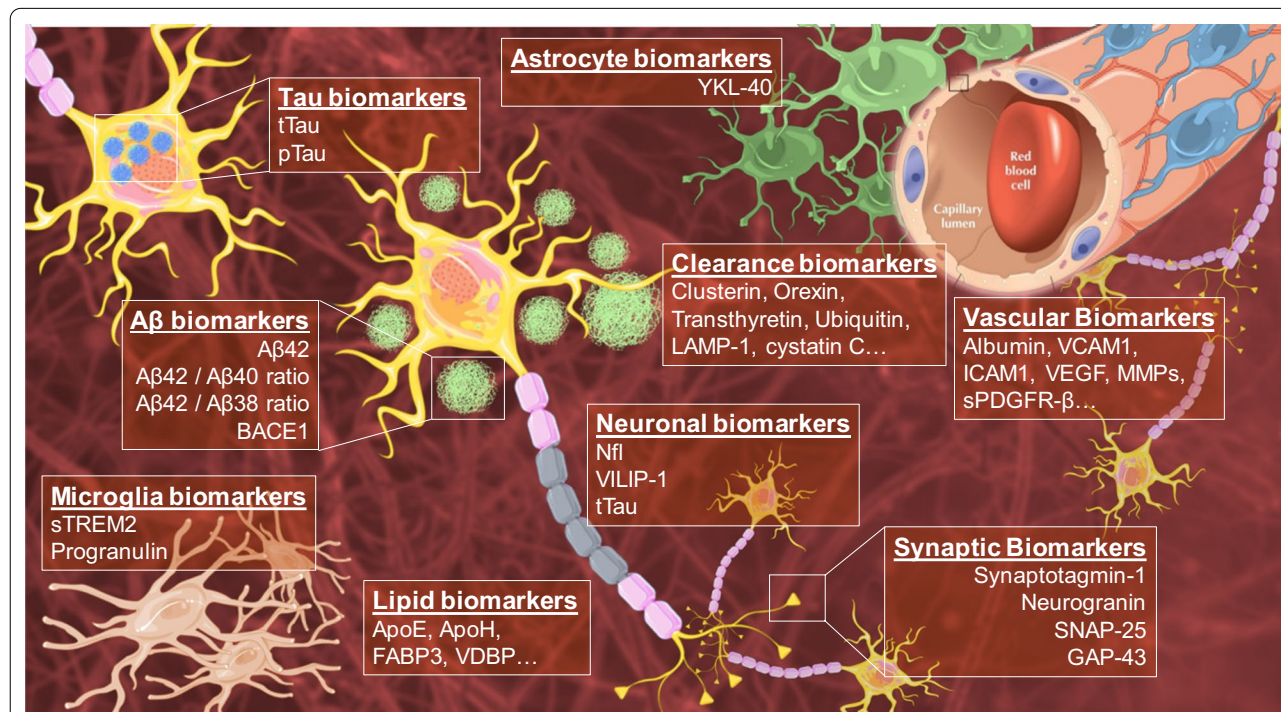 Astrocyte biomarkers
YKL-40
Tau biomarkers
tTau
pTau
Red
blood
cell
Capillary
lumen
Clearance biomarkers
Clusterin, Orexin,
Transthyretin, Ubiquitin,
LAMP-1, cystatin C…
Vascular Biomarkers
Albumin, VCAM1,
ICAM1, VEGF, MMPs,
sPDGFR-β…
Aβ biomarkers
Aβ42
Aβ42 / Aβ40 ratio
Aβ42 / Aβ38 ratio
BACE1
Neuronal biomarkers
Nfl
VILIP-1
tTau
Microglia biomarkers
sTREM2
Progranulin
Synaptic Biomarkers
Synaptotagmin-1
Neurogranin
SNAP-25
GAP-43
Lipid biomarkers
ApoE, ApoH,
FABP3, VDBP…